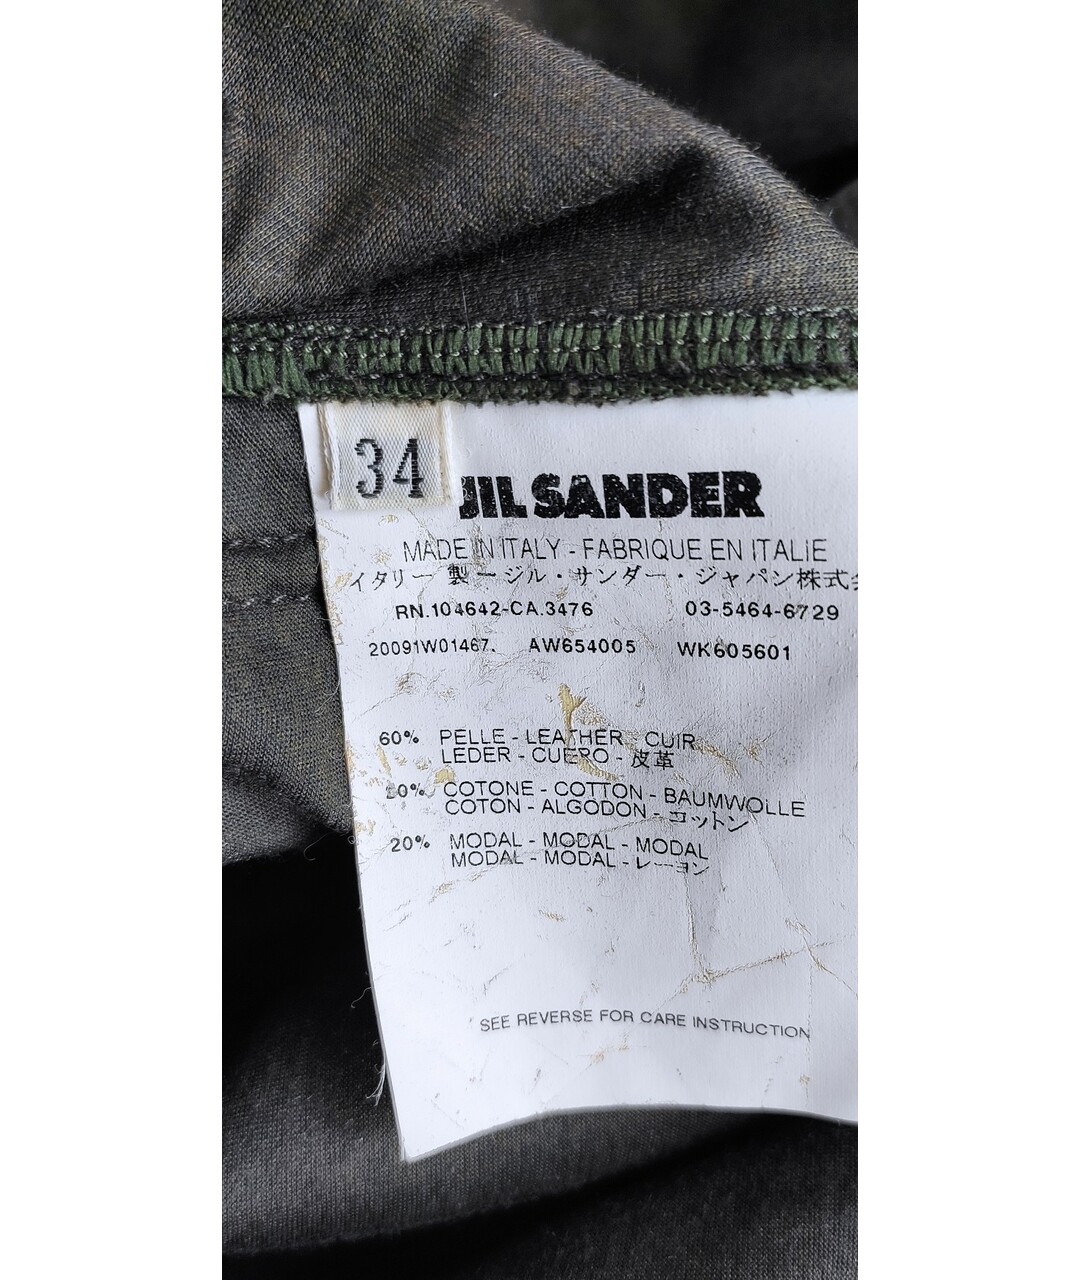 34
JIL SANDER
MADE IN ITALY - FABRIQUE EN ITALIE
イタリー製ージル・サンダー・ジャパン株式
RN.104642-CA.3476 03-5464-6729
20091W01467. AW654005 WK605601
60% PELLE - LEATHER - CUIR
LEDER - CUERO - 皮革
COTONE - COTTON - BAUMWOLLE
COTON - ALGODON - コットン
20% MODAL - MODAL - MODAL
MODAL - MODAL - レーヨン
SEE REVERSE FOR CARE INSTRUCTION